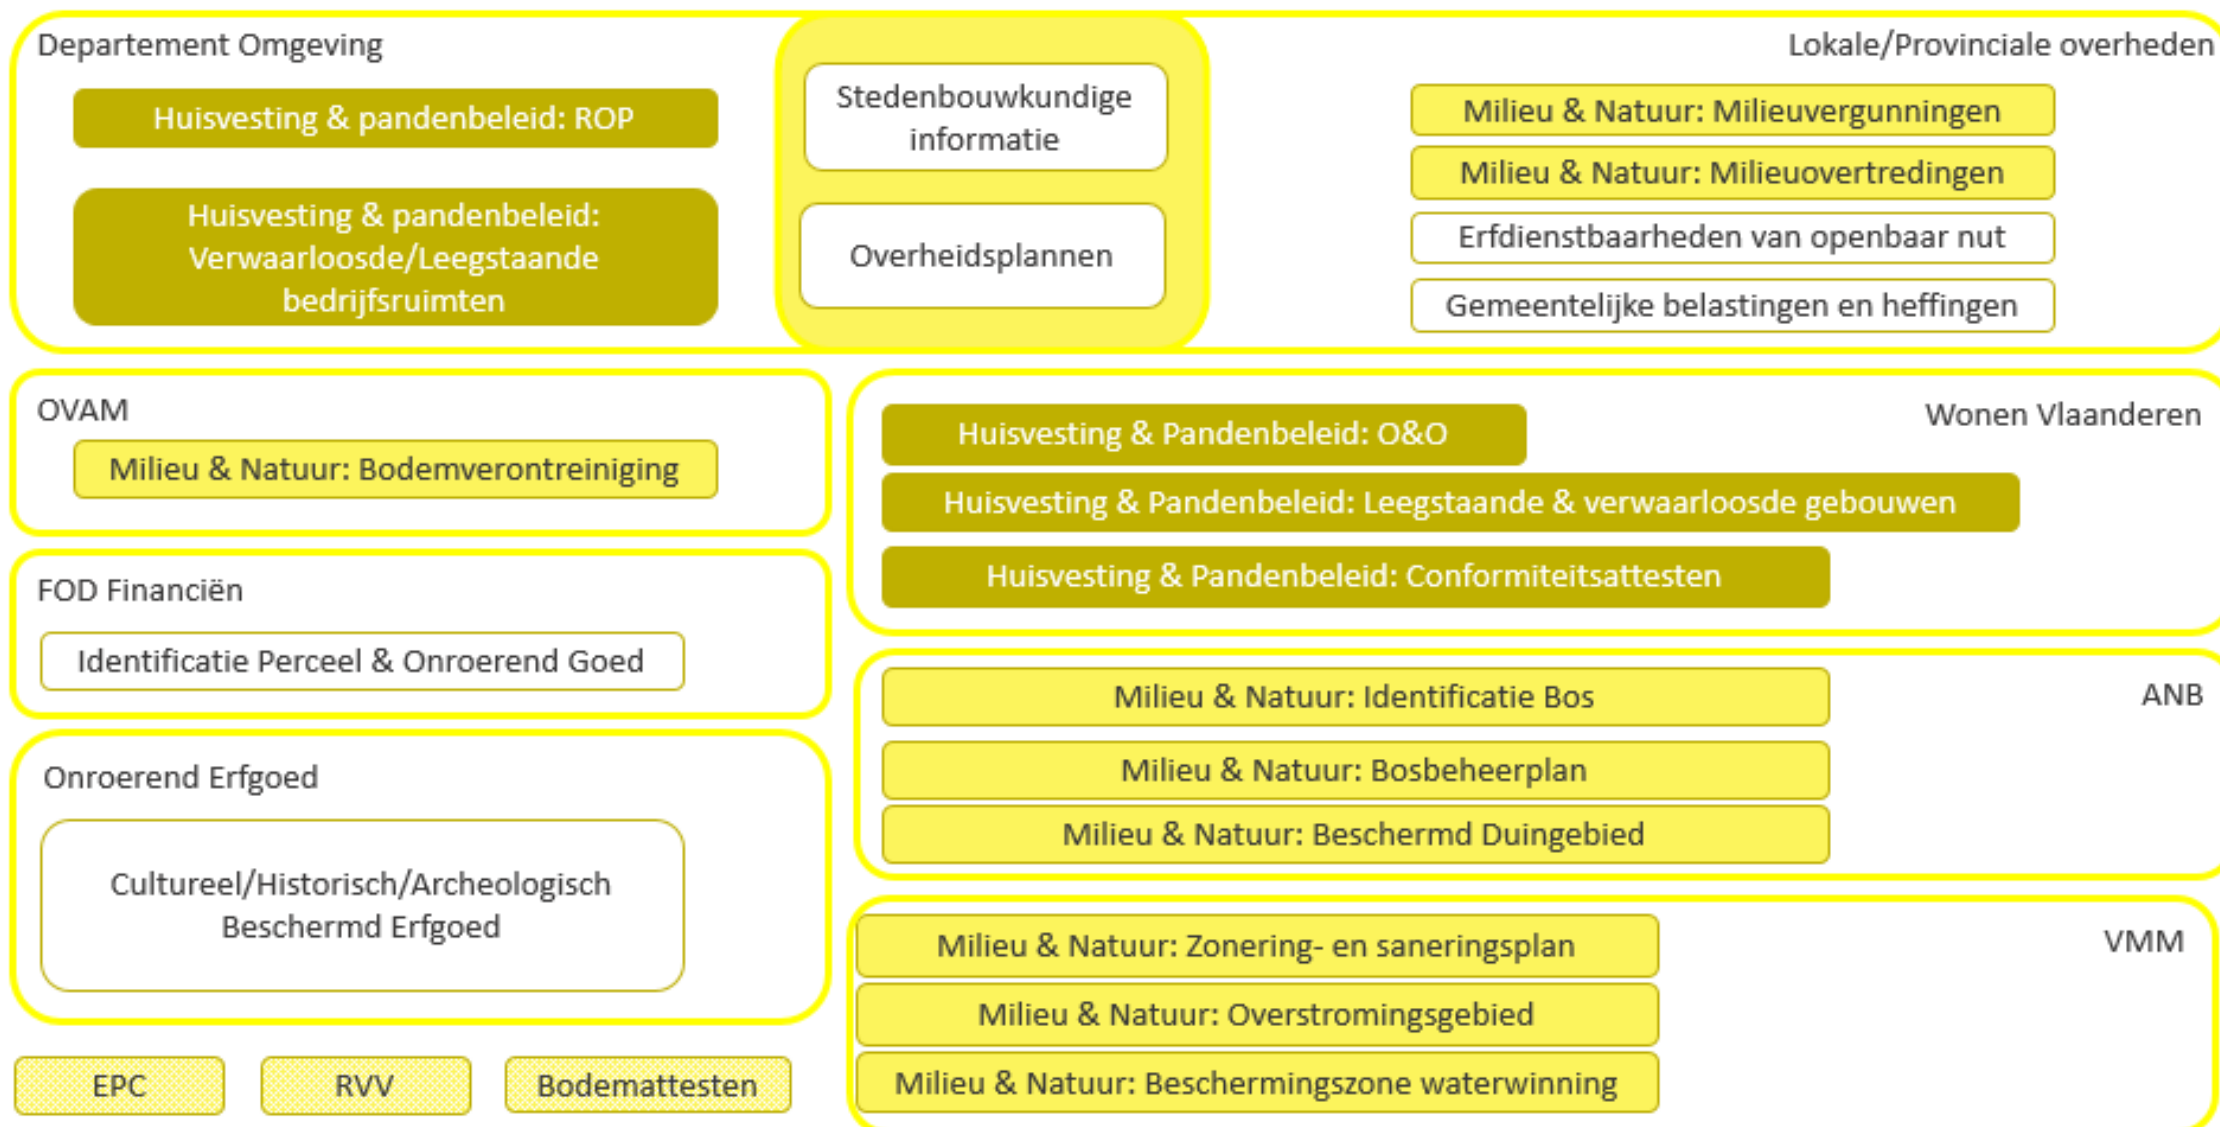 Departement Omgeving
Huisvesting & pandenbeleid: ROP
Huisvesting & pandenbeleid:
Verwaarloosde/Leegstaande
bedrijfsruimten
Stedenbouwkundige
informatie
Overheidsplannen
Lokale/Provinciale overheden
Milieu & Natuur: Milieuvergunningen
Milieu & Natuur: Milieuovertredingen
Erfdienstbaarheden van openbaar nut
Gemeentelijke belastingen en heffingen
OVAM
Milieu & Natuur: Bodemverontreiniging
Wonen Vlaanderen
Huisvesting & Pandenbeleid: O&O
Huisvesting & Pandenbeleid: Leegstaande & verwaarloosde gebouwen
Huisvesting & Pandenbeleid: Conformiteitsattesten
FOD Financiën
Identificatie Perceel & Onroerend Goed
ANB
Milieu & Natuur: Identificatie Bos
Milieu & Natuur: Bosbeheerplan
Milieu & Natuur: Beschermd Duingebied
Onroerend Erfgoed
Cultureel/Historisch/Archeologisch
Beschermd Erfgoed
VMM
Milieu & Natuur: Zonering- en saneringsplan
Milieu & Natuur: Overstromingsgebied
Milieu & Natuur: Beschermingszone waterwinning
EPC
RVV
Bodemattesten